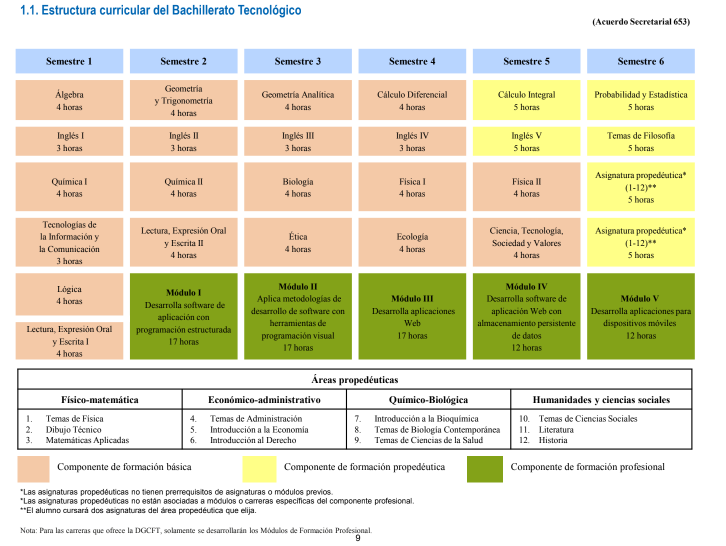 1.1. Estructura curricular del Bachillerato Tecnológico
(Acuerdo Secretarial 653)
Semestre 1
Semestre 2
Semestre 3
Semestre 4
Semestre 5
Semestre 6
Álgebra
4 horas
Geometría
y Trigonometría
4 horas
Geometría Analítica
4 horas
Cálculo Diferencial
4 horas
Cálculo Integral
5 horas
Probabilidad y Estadística
5 horas
Inglés I
3 horas
Inglés II
3 horas
Inglés III
3 horas
Inglés IV
3 horas
Inglés V
5 horas
Temas de Filosofía
5 horas
Química I
4 horas
Química II
4 horas
Biología
4 horas
Física I
4 horas
Física II
4 horas
Asignatura propedéutica*
(1-12)**
5 horas
Tecnologías de
la Información y
la Comunicación
3 horas
Lectura, Expresión Oral
y Escrita II
4 horas
Ética
4 horas
Ecología
4 horas
Ciencia, Tecnología,
Sociedad y Valores
4 horas
Asignatura propedéutica*
(1-12)**
5 horas
Lógica
4 horas
Lectura, Expresión Oral
y Escrita I
4 horas
Módulo I
Desarrolla software de
aplicación con
programación estructurada
17 horas
Módulo II
Aplica metodologías de
desarrollo de software con
herramientas de
programación visual
17 horas
Módulo III
Desarrolla aplicaciones
Web
17 horas
Módulo IV
Desarrolla software de
aplicación Web con
almacenamiento persistente
de datos
12 horas
Módulo V
Desarrolla aplicaciones para
dispositivos móviles
12 horas
Áreas propedéuticas
Físico-matemática
Económico-administrativo
Químico-Biológica
Humanidades y ciencias sociales
1. Temas de Física
2. Dibujo Técnico
3. Matemáticas Aplicadas
4. Temas de Administración
5. Introducción a la Economía
6. Introducción al Derecho
7. Introducción a la Bioquímica
8. Temas de Biología Contemporánea
9. Temas de Ciencias de la Salud
10. Temas de Ciencias Sociales
11. Literatura
12. Historia
Componente de formación básica
Componente de formación propedéutica
Componente de formación profesional
*Las asignaturas propedéuticas no tienen prerrequisitos de asignaturas o módulos previos.
*Las asignaturas propedéuticas no están asociadas a módulos o carreras específicas del componente profesional.
**El alumno cursará dos asignaturas del área propedéutica que elija.
Nota: Para las carreras que ofrece la DGCFT, solamente se desarrollarán los Módulos de Formación Profesional.
9